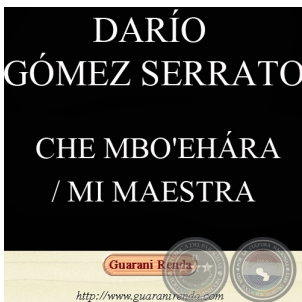 DARÍO
GÓMEZ SERRATO
CHE MBO'EHÁRA
/ MI MAESTRA
Guarani Renda
http://www.guaranirenda.com